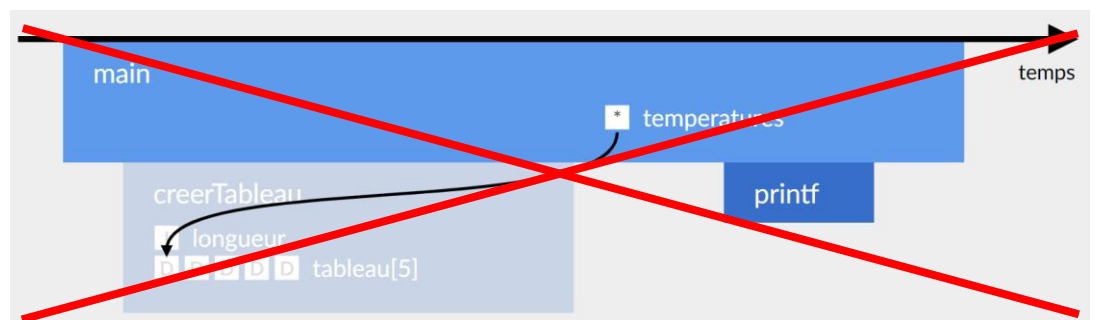 main
temps
* temperatures
creerTableau
printf
longueur
D D D D D tableau[5]